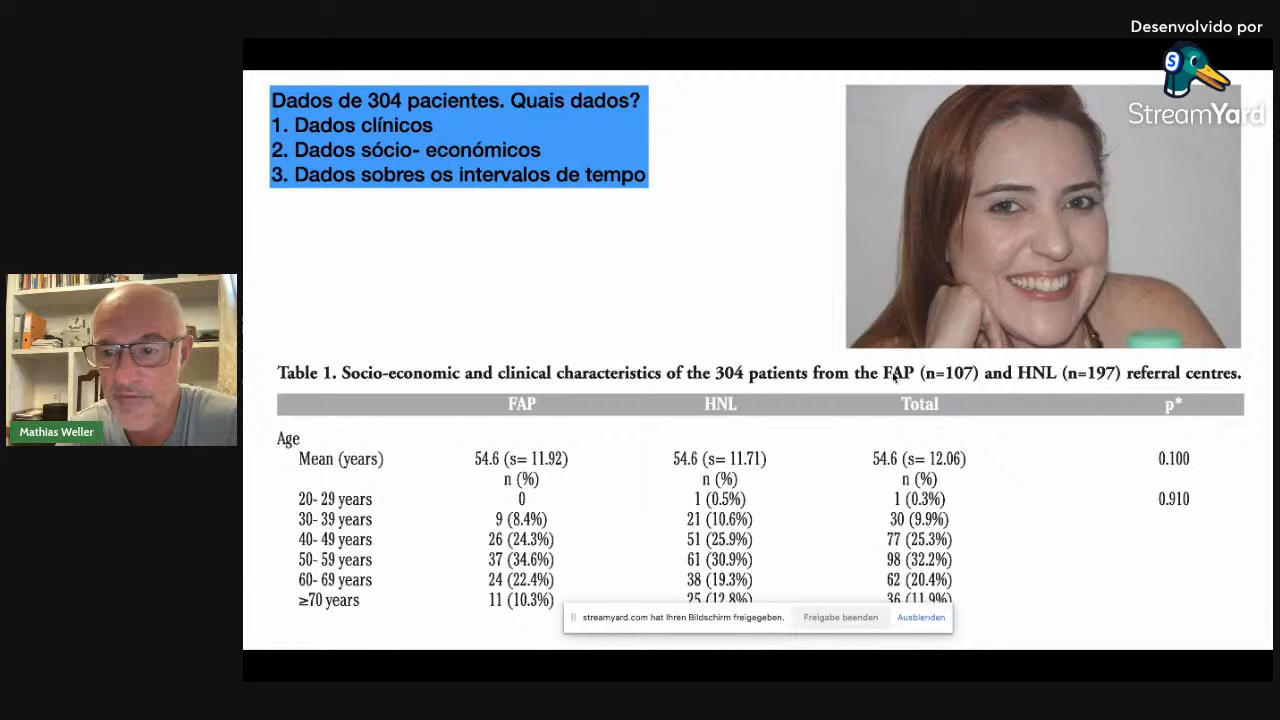 Desenvolvido por
S
StreamYard
Dados de 304 pacientes. Quais dados?
1. Dados clínicos
2. Dados sócio- económicos
3. Dados sobres os intervalos de tempo
Mathias Weller
Table 1. Socio-economic and clinical characteristics of the 304 patients from the FAP (n=107) and HNL (n=197) referral centres.
FAP HNL Total p*
Age
Mean (years) 54.6 (s= 11.92) 54.6 (s= 11.71) 54.6 (s= 12.06) 0.100
n (%) n (%) n (%)
20- 29 years 0 1 (0.5%) 1 (0.3%) 0.910
30- 39 years 9 (8.4%) 21 (10.6%) 30 (9.9%)
40- 49 years 26 (24.3%) 51 (25.9%) 77 (25.3%)
50- 59 years 37 (34.6%) 61 (30.9%) 98 (32.2%)
60- 69 years 24 (22.4%) 38 (19.3%) 62 (20.4%)
≥70 years 11 (10.3%) 25 (12.8%) 36 (11.9%)
streamyard.com hat Ihren Bildschirm freigegeben. Freigabe beenden Ausblenden